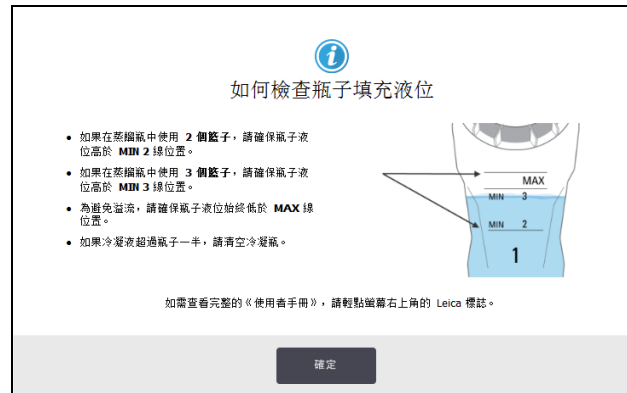 如何檢查瓶子填充液位
• 如果在蒸餾瓶中使用 2 個籃子，請確保瓶子液
位高於 MIN 2 線位置。
• 如果在蒸餾瓶中使用 3 個籃子，請確保瓶子液
位高於 MIN 3 線位置。
• 為避免溢流，請確保瓶子液位始終低於 MAX 線
位置。
• 如果冷凝液超過瓶子一半，請清空冷凝瓶。
MAX
MIN 3
MIN 2
1
如需查看完整的《使用者手冊》，請輕點螢幕右上角的 Leica 標誌。
確定